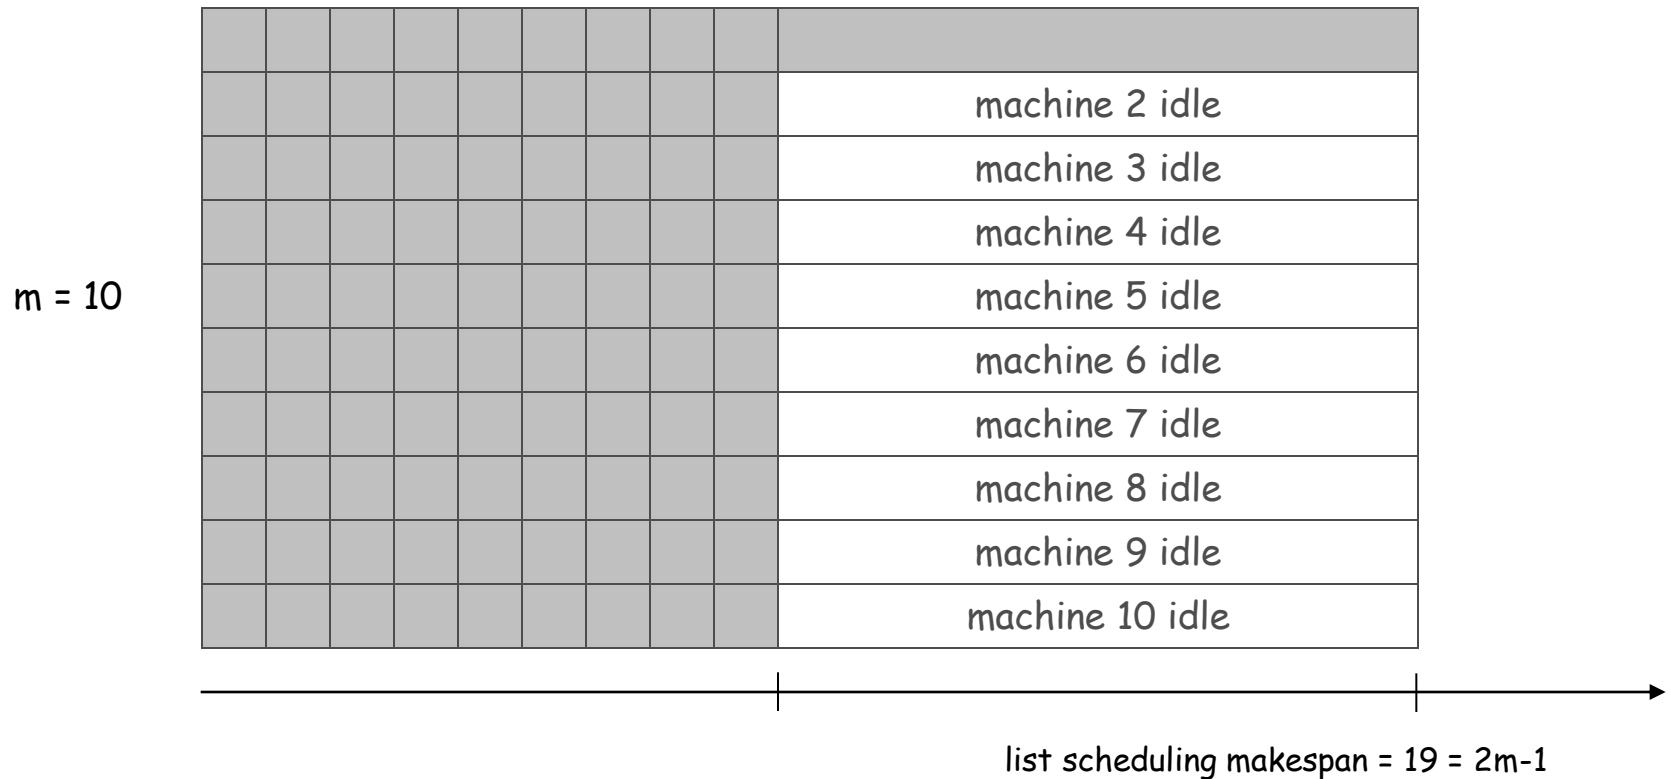 machine 2 idle
machine 3 idle
machine 4 idle
machine 5 idle
m = 10
machine 6 idle
machine 7 idle
machine 8 idle
machine 9 idle
machine 10 idle
list scheduling makespan = 19 = 2m-1